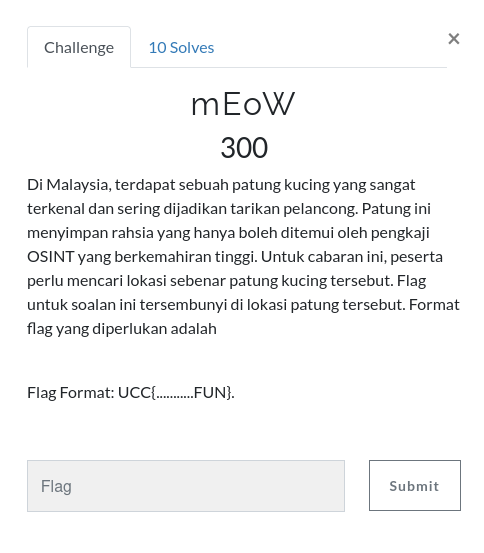 Challenge
10 Solves
×
mEoW
300
Di Malaysia, terdapat sebuah patung kucing yang sangat
terkenal dan sering dijadikan tarikan pelancong. Patung ini
menyimpan rahsia yang hanya boleh ditemui oleh pengkaji
OSINT yang berkemahiran tinggi. Untuk cabaran ini, peserta
perlu mencari lokasi sebenar patung kucing tersebut. Flag
untuk soalan ini tersembunyi di lokasi patung tersebut. Format
flag yang diperlukan adalah
Flag Format: UCC{...........FUN}.
Flag
Submit